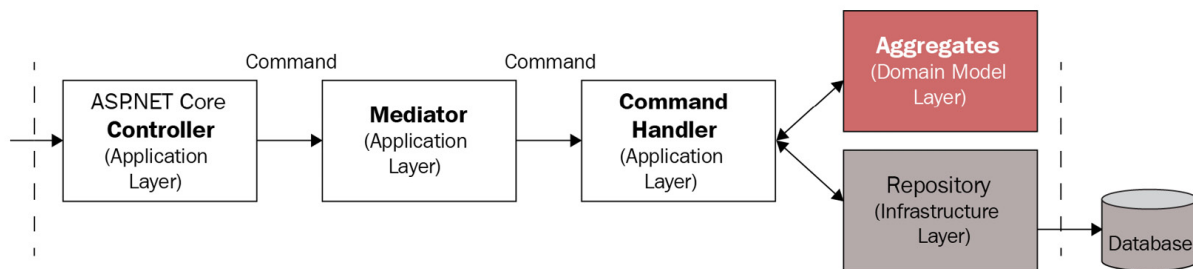 Command
Command
ASP.NET Core
Controller
(Application
Layer)
Mediator
(Application
Layer)
Command
Handler
(Application
Layer)
Aggregates
(Domain Model
Layer)
Repository
(Infrastructure
Layer)
Database